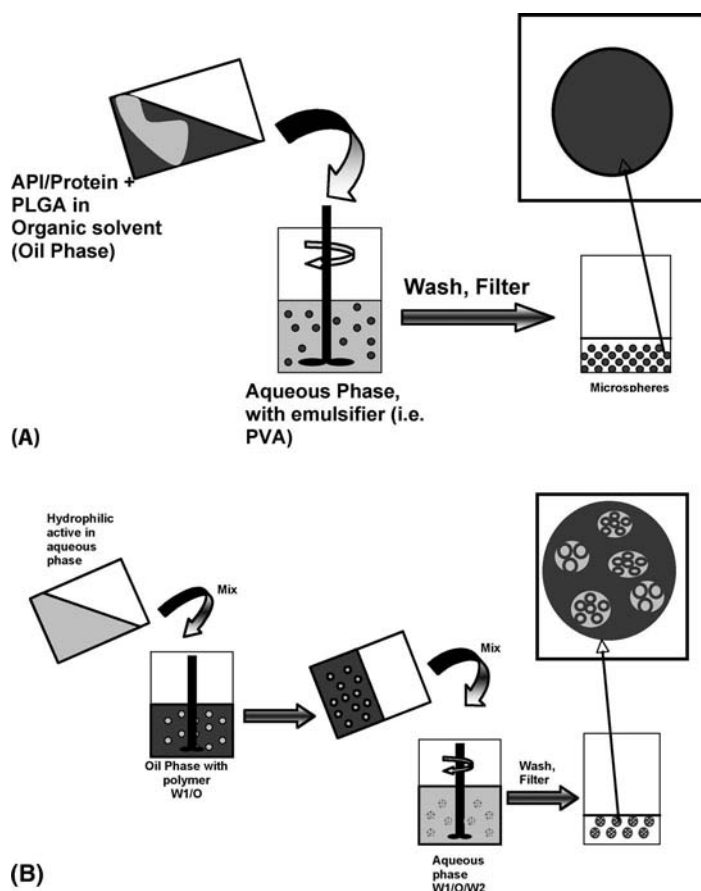 API/Protein +
PLGA in
Organic solvent
(Oil Phase)
Wash, Filter
Aqueous Phase,
with emulsifier (i.e.
PVA)
Microspheres
(A)
Hydrophilic
active in
aqueous
phase
Mix
Oil Phase with
polymer
W1/O
Mix
Wash,
Filter
Aqueous
phase
W1/O/W2
(B)